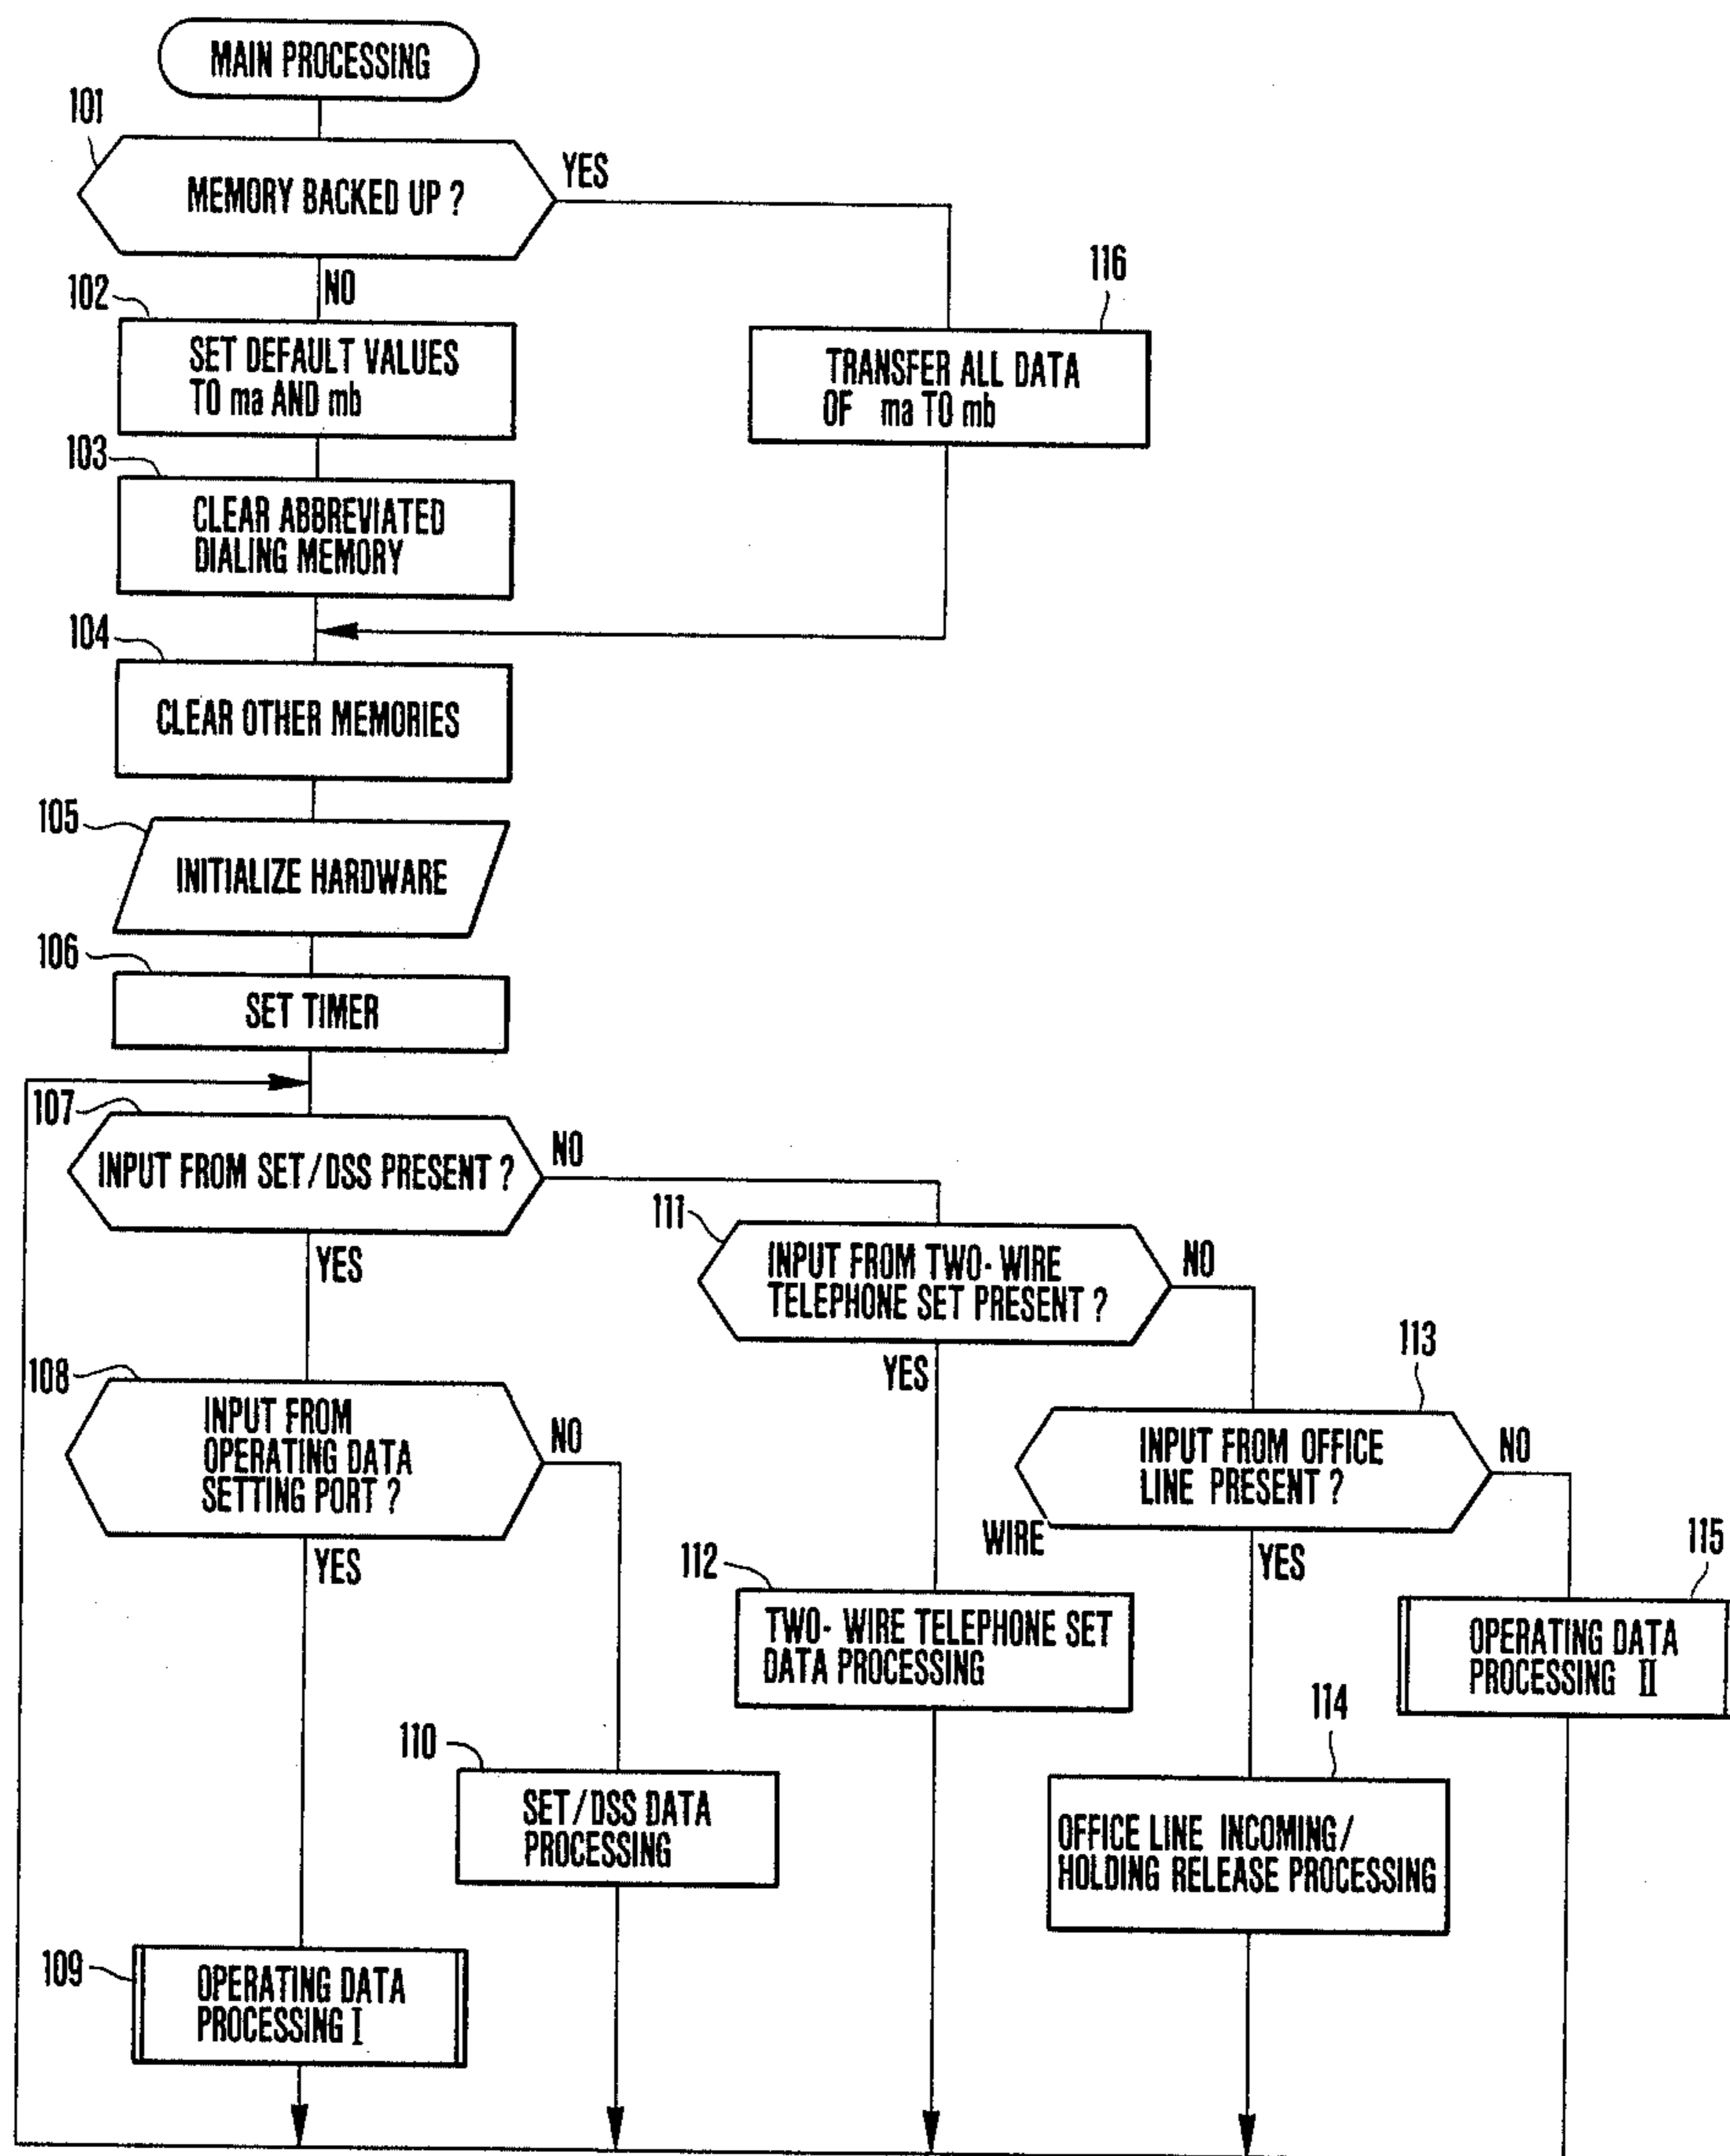 MAIN PROCESSING
101
MEMORY BACKED UP ?
YES
NO
102
SET DEFAULT VALUES
TO ma AND mb
116
TRANSFER ALL DATA
OF ma TO mb
103
CLEAR ABBREVIATED
DIALING MEMORY
104
CLEAR OTHER MEMORIES
105
INITIALIZE HARDWARE
106
SET TIMER
107
INPUT FROM SET/DSS PRESENT ?
NO
YES
111
INPUT FROM TWO-WIRE
TELEPHONE SET PRESENT ?
NO
YES
108
INPUT FROM
OPERATING DATA
SETTING PORT ?
NO
YES
113
INPUT FROM OFFICE
LINE PRESENT ?
NO
WIRE
YES
112
TWO-WIRE TELEPHONE SET
DATA PROCESSING
115
OPERATING DATA
PROCESSING II
110
SET/DSS DATA
PROCESSING
114
OFFICE LINE INCOMING/
HOLDING RELEASE PROCESSING
109
OPERATING DATA
PROCESSING I